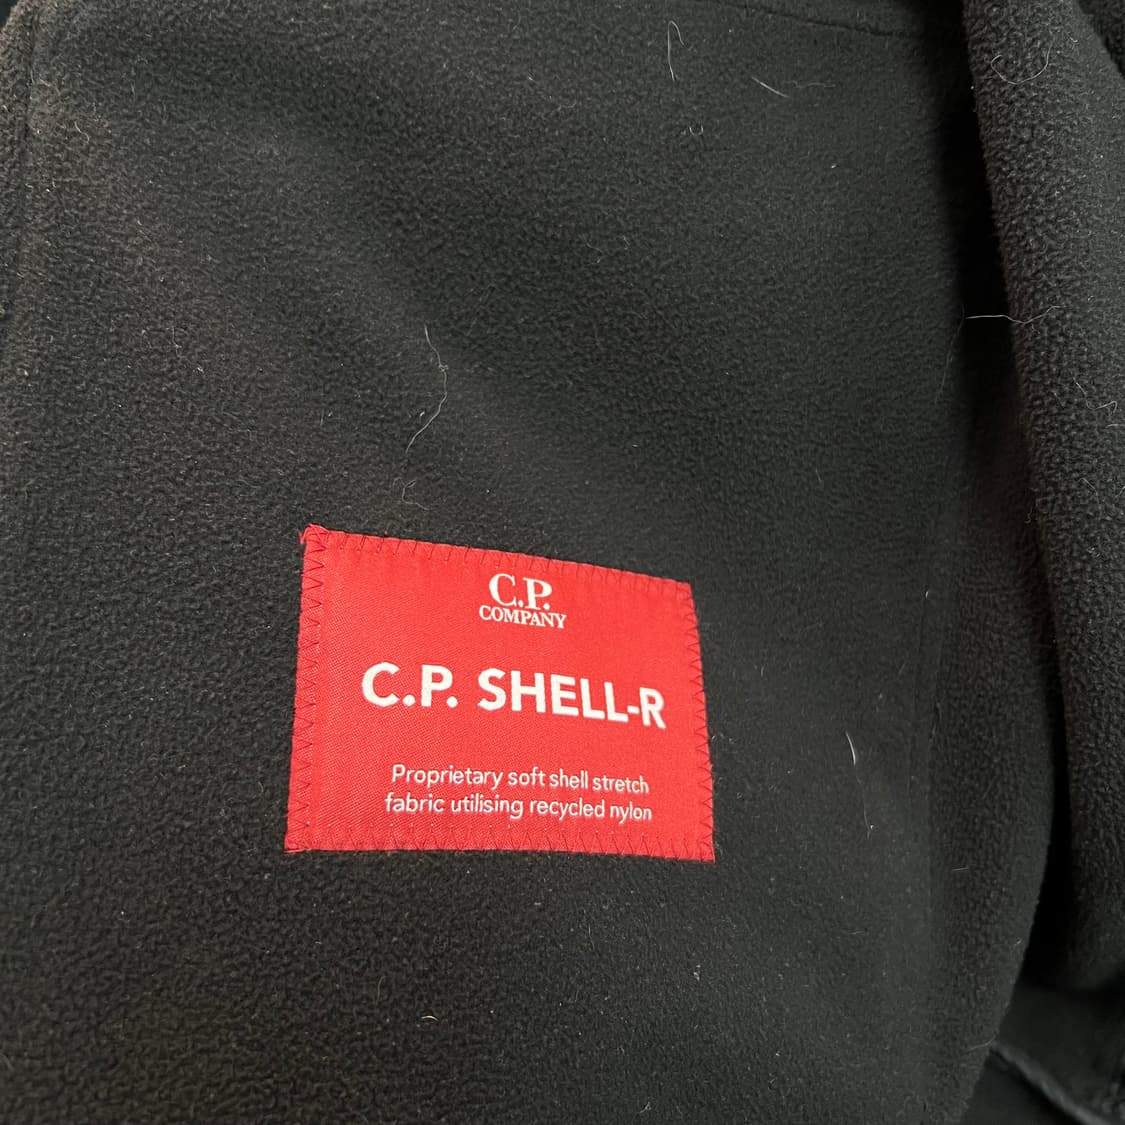 C.P.
COMPANY
C.P. SHELL-R
Proprietary soft shell stretch
fabric utilising recycled nylon